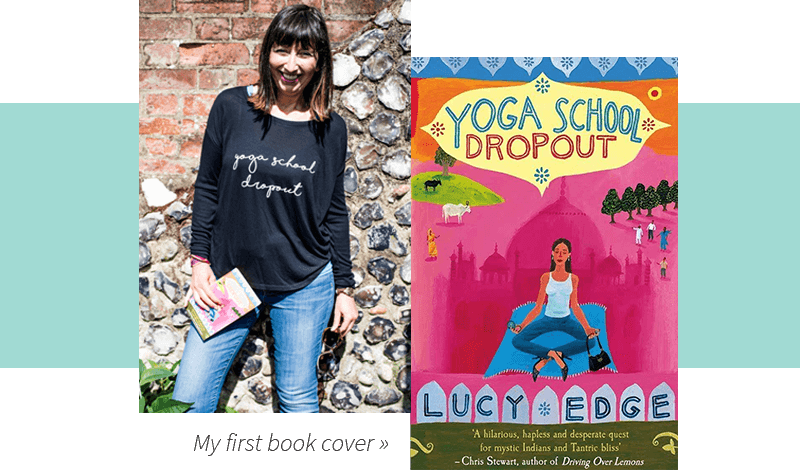 yoga school
dropout
My first book cover »
YOGA SCHOOL
DROPOUT
LUCY EDGE
'A hilarious, hapless and desperate quest
for mystic Indians and Tantric bliss'
– Chris Stewart, author of Driving Over Lemons